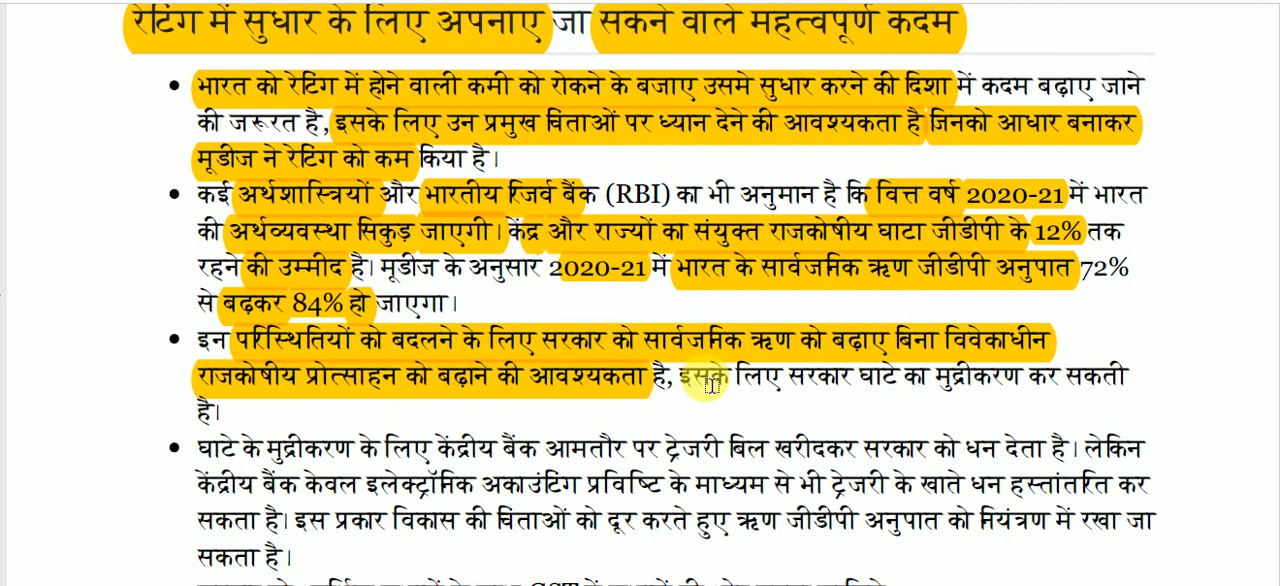 रेटिंग में सुधार के लिए अपनाए जा सकने वाले महत्वपूर्ण कदम
• भारत को रेटिंग में होने वाली कमी को रोकने के बजाए उसमे सुधार करने की दिशा में कदम बढ़ाए जाने
की जरूरत है, इसके लिए उन प्रमुख चिंताओं पर ध्यान देने की आवश्यकता है जिनको आधार बनाकर
मूडीज ने रेटिंग को कम किया है।
• कई अर्थशास्त्रियों और भारतीय रिजर्व बैंक (RBI) का भी अनुमान है कि वित्त वर्ष 2020-21 में भारत
की अर्थव्यवस्था सिकुड़ जाएगी। केंद्र और राज्यों का संयुक्त राजकोषीय घाटा जीडीपी के 12% तक
रहने की उम्मीद है। मूडीज के अनुसार 2020-21 में भारत के सार्वजनिक ऋण जीडीपी अनुपात 72%
से बढ़कर 84% हो जाएगा।
• इन परिस्थितियों को बदलने के लिए सरकार को सार्वजनिक ऋण को बढ़ाए बिना विवेकाधीन
राजकोषीय प्रोत्साहन को बढ़ाने की आवश्यकता है, इसके लिए सरकार घाटे का मुद्रीकरण कर सकती
है।
• घाटे के मुद्रीकरण के लिए केंद्रीय बैंक आमतौर पर ट्रेजरी बिल खरीदकर सरकार को धन देता है। लेकिन
केंद्रीय बैंक केवल इलेक्ट्रॉनिक अकाउंटिंग प्रविष्टि के माध्यम से भी ट्रेजरी के खाते धन हस्तांतरित कर
सकता है। इस प्रकार विकास की चिंताओं को दूर करते हुए ऋण जीडीपी अनुपात को नियंत्रण में रखा जा
सकता है।
GST में